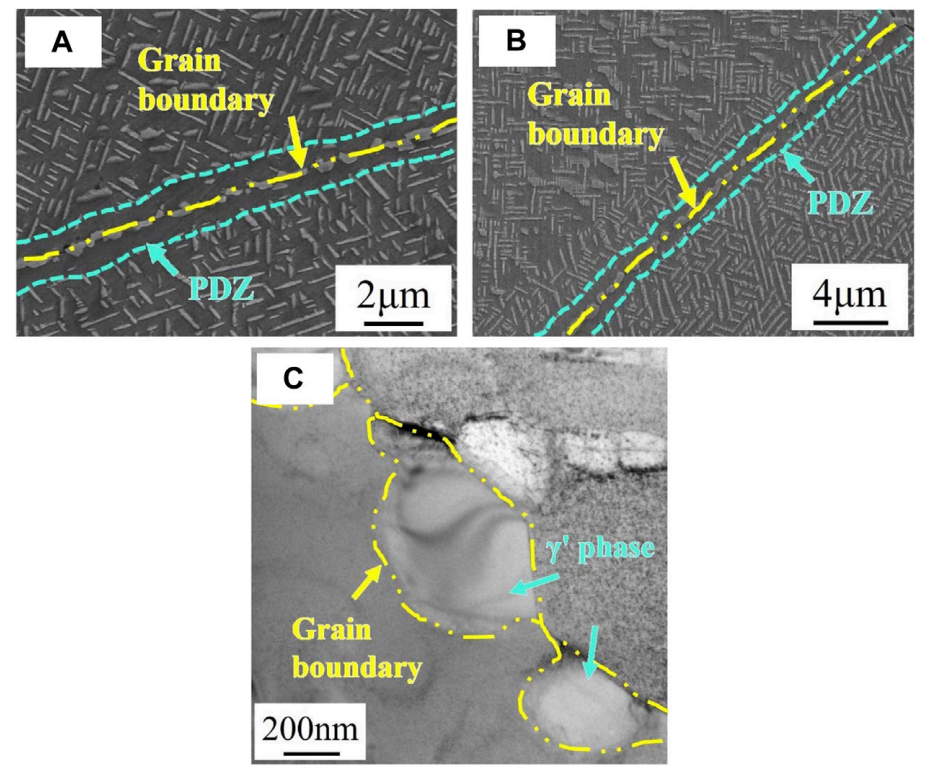 A
Grain
boundary
PDZ
2μm
B
Grain
boundary
PDZ
4μm
C
γ' phase
Grain
boundary
200nm